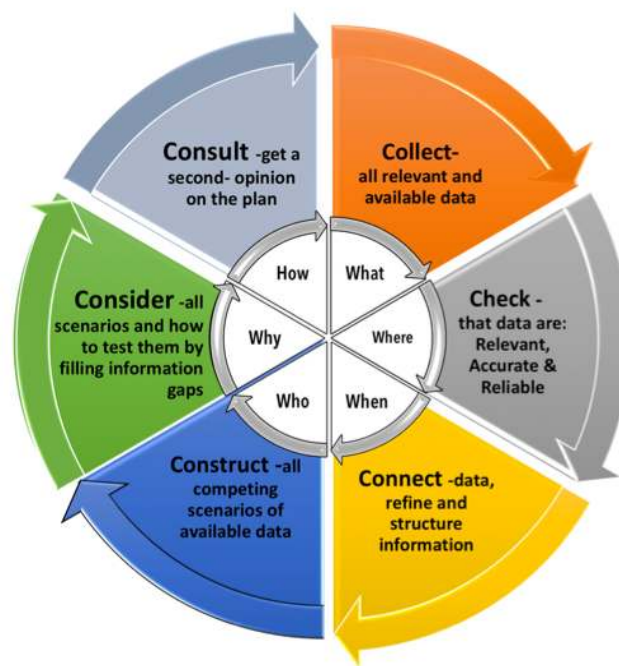 Collect-
all relevant and
available data
Check -
that data are:
Relevant,
Accurate &
Reliable
Connect -data,
refine and
structure
information
Construct -all
competing
scenarios of
available data
Consider -all
scenarios and how
to test them by
filling information
gaps
Consult -get a
second- opinion
on the plan
What
Where
When
Who
Why
How